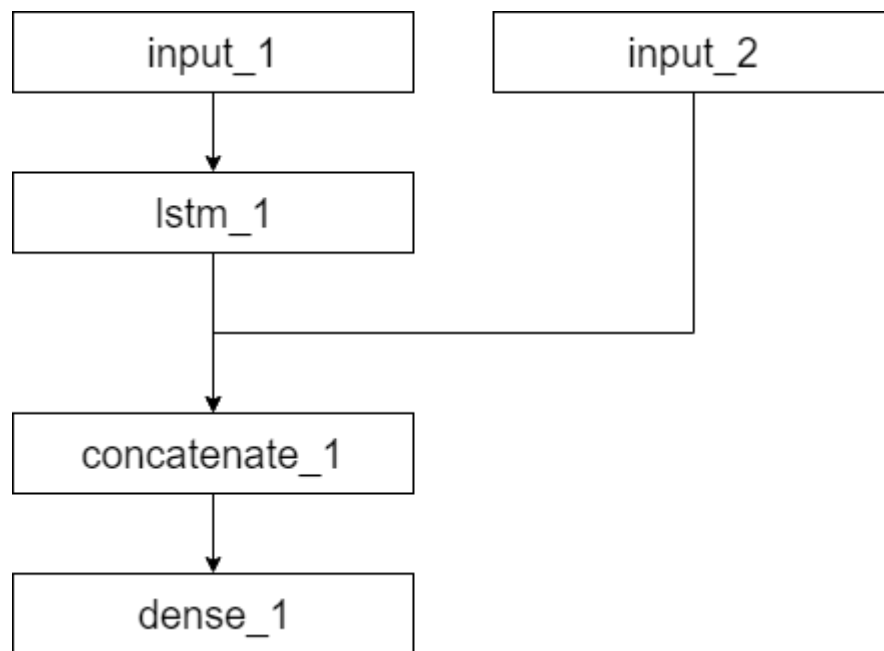 input_1
input_2
lstm_1
concatenate_1
dense_1